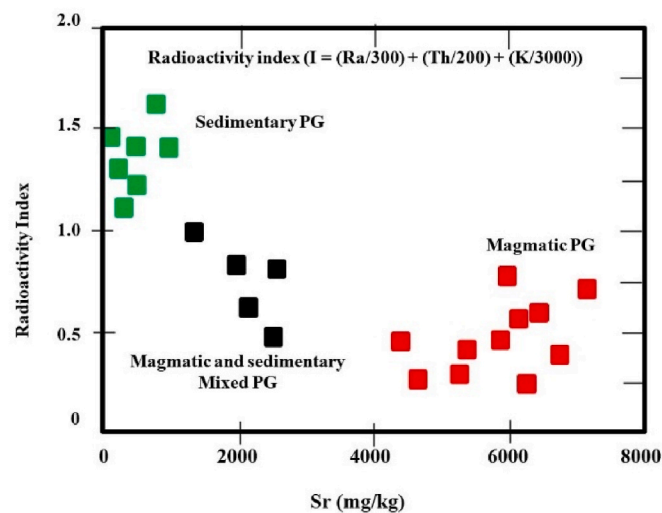 2.0
Radioactivity index (I = (Ra/300) + (Th/200) + (K/3000))
Sedimentary PG
1.5
1.0
Magmatic PG
0.5
Magmatic and sedimentary
Mixed PG
0
0
2000
4000
6000
8000
Radioactivity Index
Sr (mg/kg)